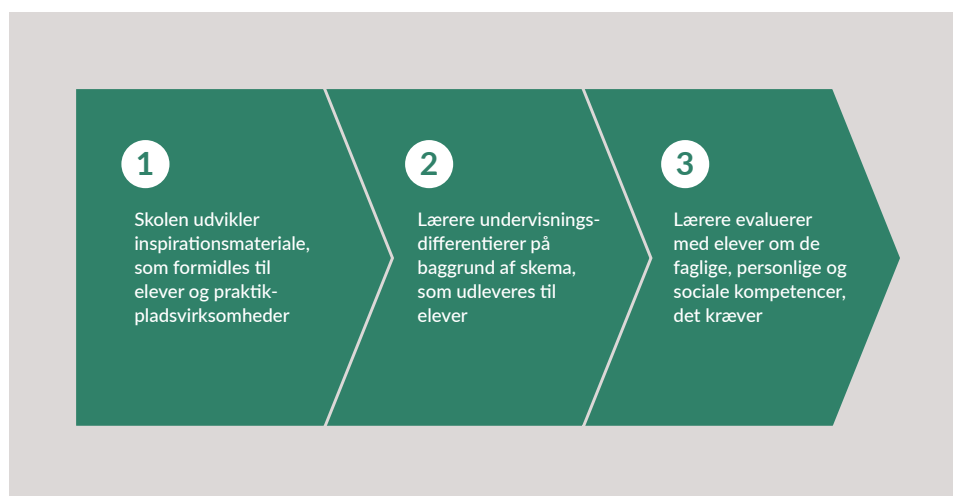 1
Skolen udvikler
inspirationsmateriale,
som formidles til
elever og praktik-
pladsvirksomheder
2
Lærere undervisnings-
differentierer på
baggrund af skema,
som udleveres til
elever
3
Lærere evaluerer
med elever om de
faglige, personlige og
sociale kompetencer,
det kræver